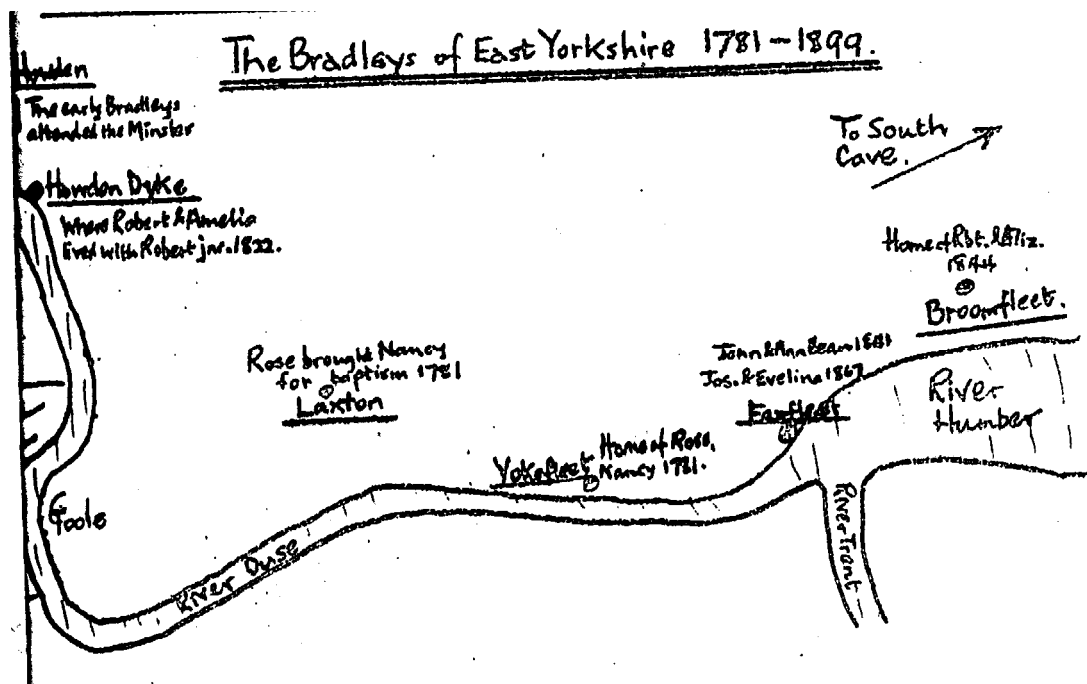 The Bradleys of East Yorkshire 1781-1899.
Howden
The early Bradleys
attended the Minster
Howden Dyke
Where Robert & Amelia
lived with Robert jnr. 1822.
To South
Cave.
Home of Rbt. & Eliz.
1844
Broomfleet.
Rose brought Nancy
for baptism 1781
Laxton
John & Ann
Jos. & Evelina 1867
Faxfleet
River
Humber
Yokefleet
Home of Rose,
Nancy 1781.
Goole
River Ouse
River Trent